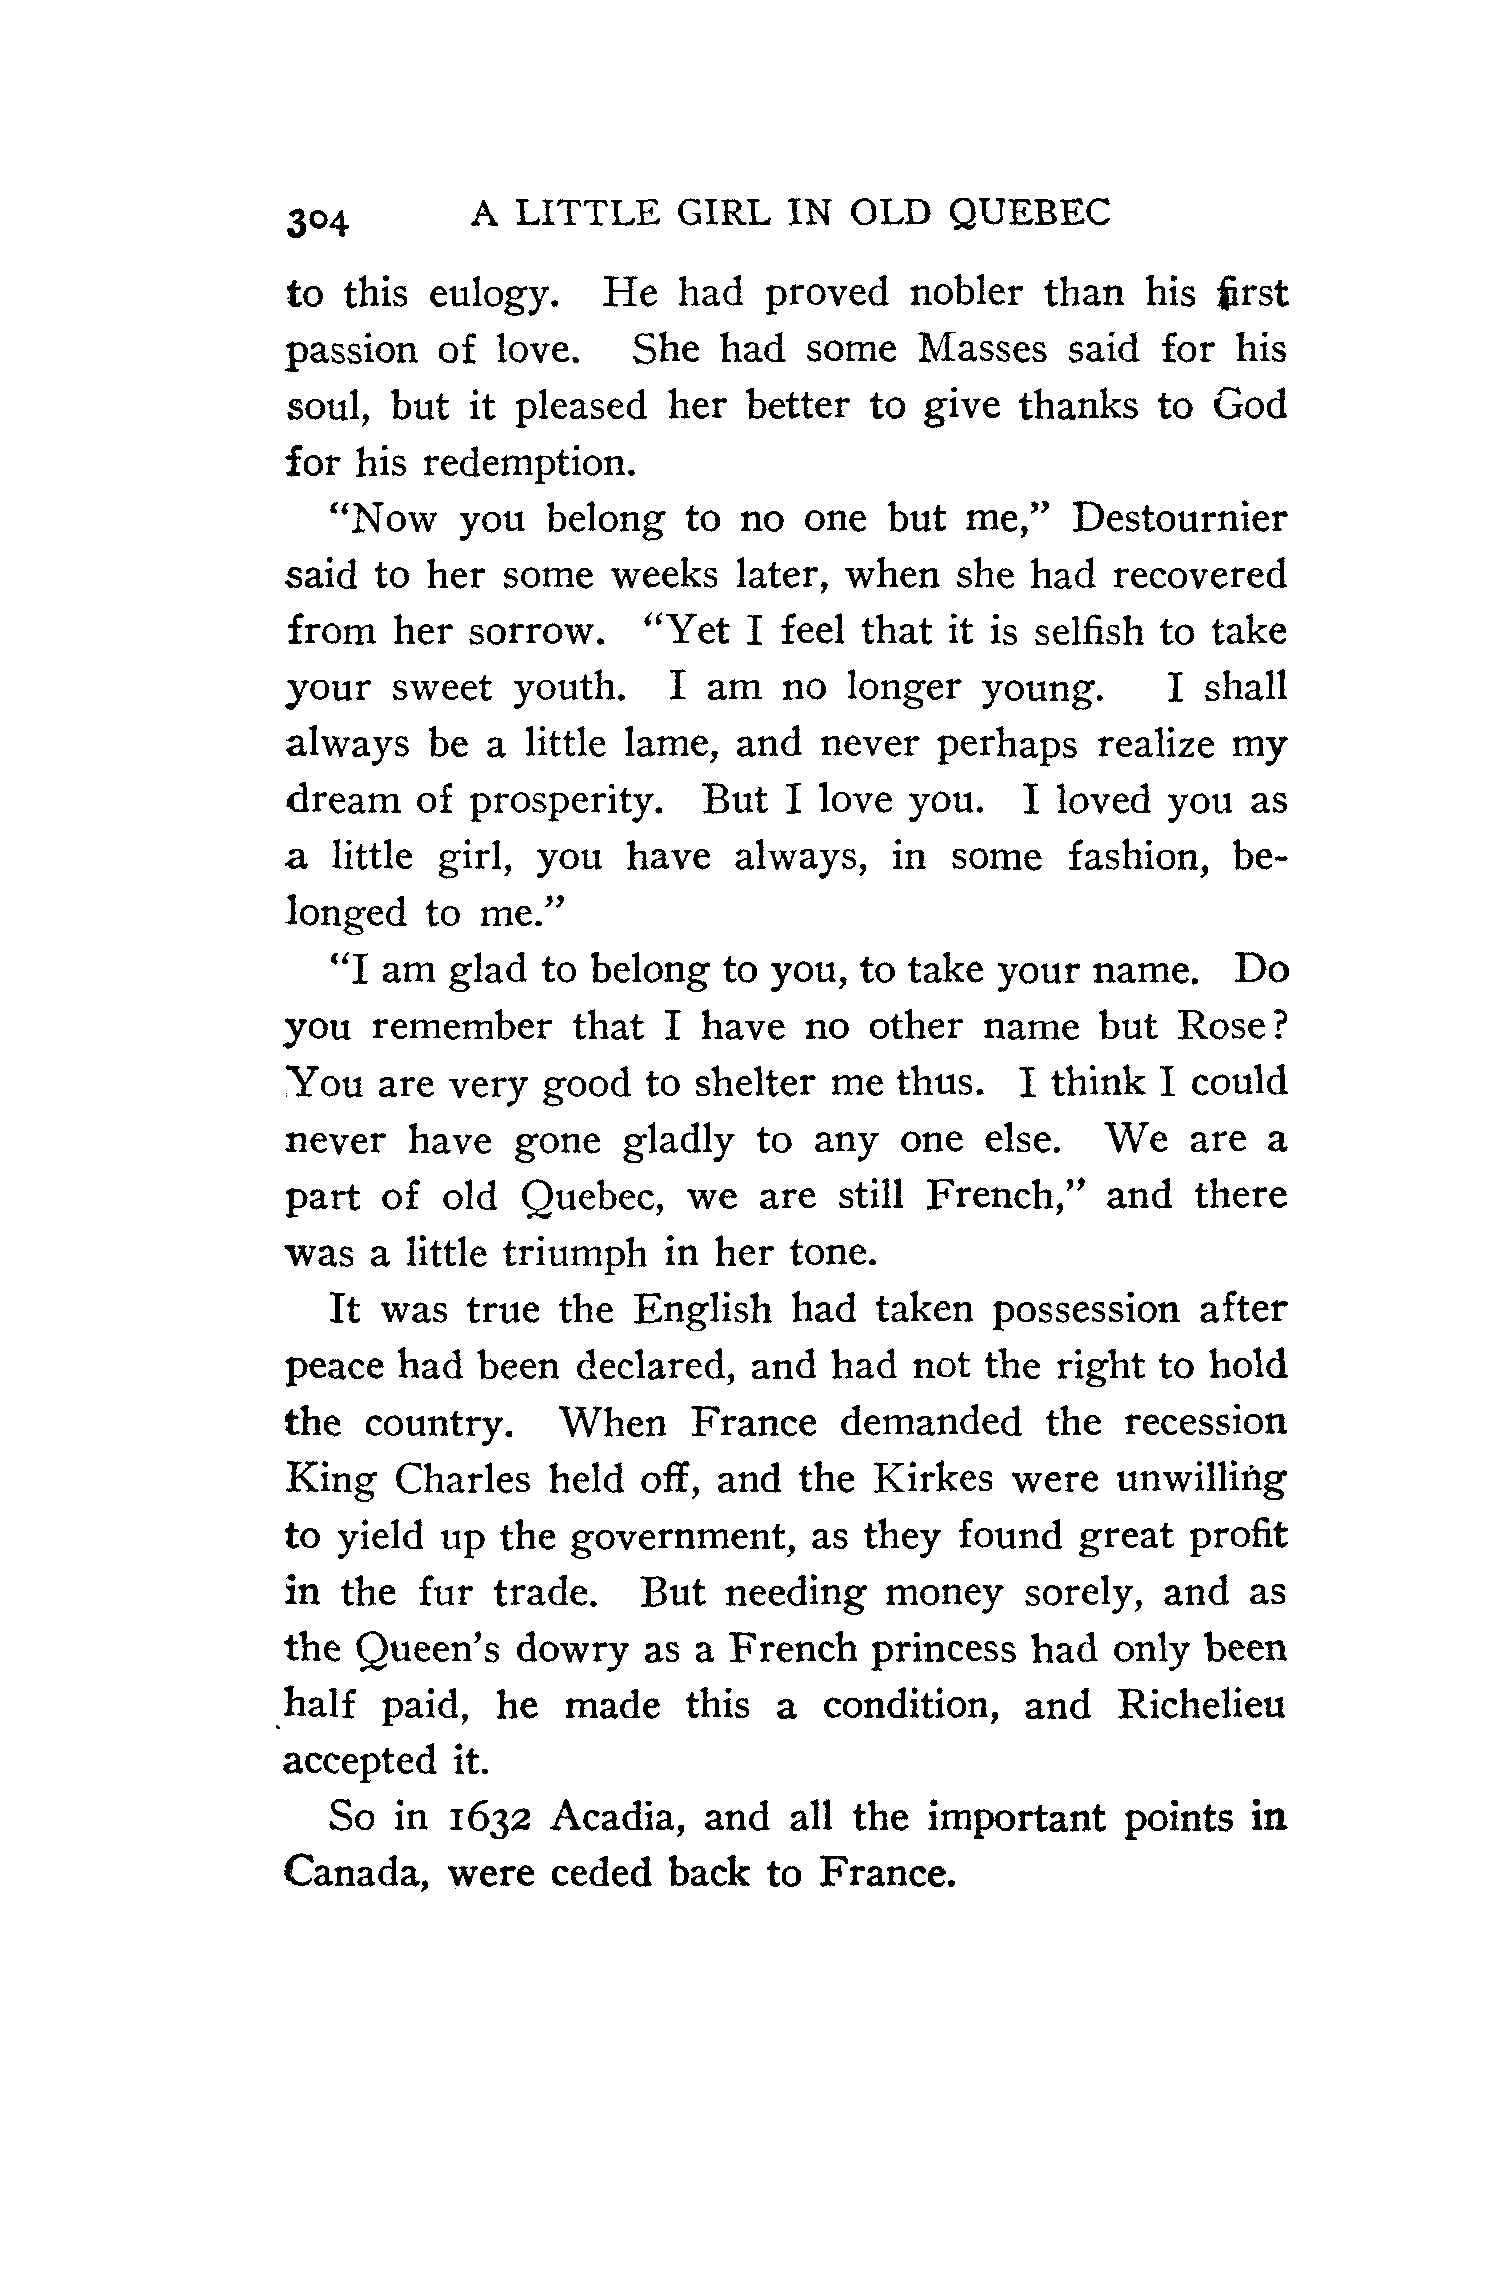 304 A LITTLE GIRL IN OLD QUEBEC
to this eulogy. He had proved nobler than his first
passion of love. She had some Masses said for his
soul, but it pleased her better to give thanks to God
for his redemption.
“Now you belong to no one but me,” Destournier
said to her some weeks later, when she had recovered
from her sorrow. “Yet I feel that it is selfish to take
your sweet youth. I am no longer young. I shall
always be a little lame, and never perhaps realize my
dream of prosperity. But I love you. I loved you as
a little girl, you have always, in some fashion, be-
longed to me.”
“I am glad to belong to you, to take your name. Do
you remember that I have no other name but Rose?
You are very good to shelter me thus. I think I could
never have gone gladly to any one else. We are a
part of old Quebec, we are still French,” and there
was a little triumph in her tone.
It was true the English had taken possession after
peace had been declared, and had not the right to hold
the country. When France demanded the recession
King Charles held off, and the Kirkes were unwilling
to yield up the government, as they found great profit
in the fur trade. But needing money sorely, and as
the Queen’s dowry as a French princess had only been
half paid, he made this a condition, and Richelieu
accepted it.
So in 1632 Acadia, and all the important points in
Canada, were ceded back to France.